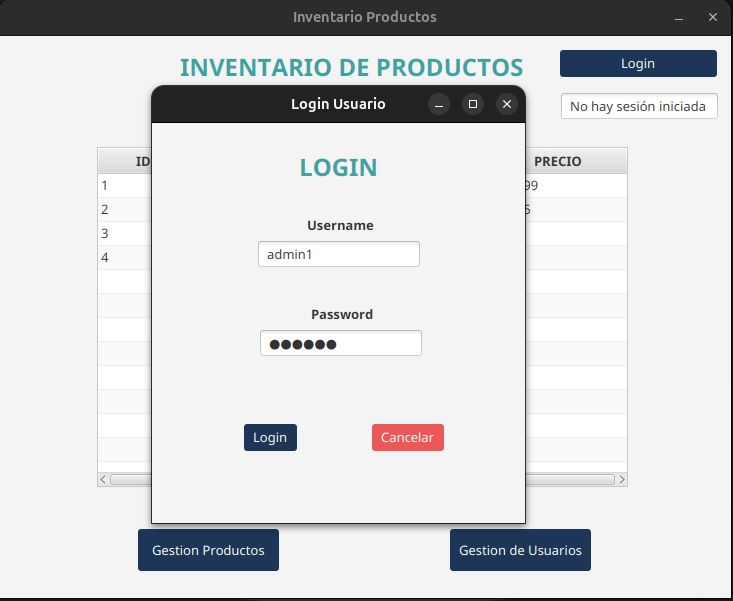 Inventario Productos
INVENTARIO DE PRODUCTOS
Login
No hay sesión iniciada
Login Usuario
LOGIN
Username
admin1
Password
●●●●●●
Login
Cancelar
ID
PRECIO
1
99
2
5
3
4
Gestion Productos
Gestion de Usuarios